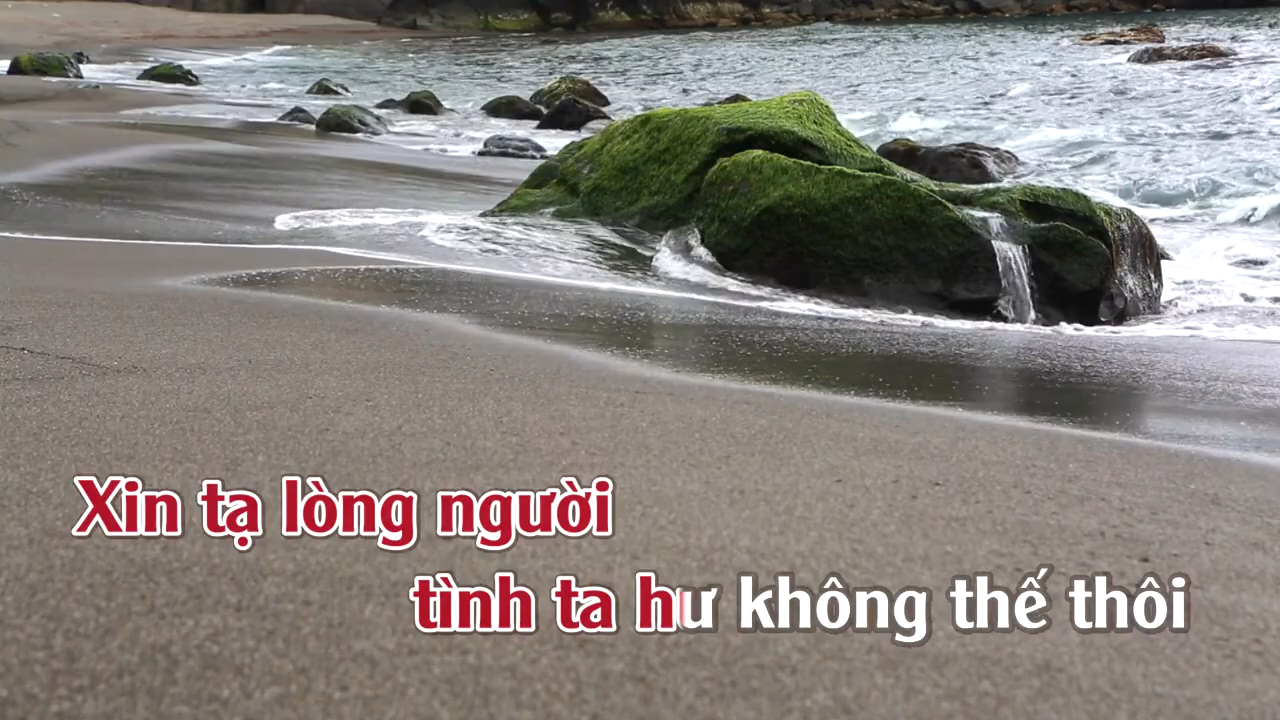 Xin tạ lòng người
tình ta hư không thế thôi